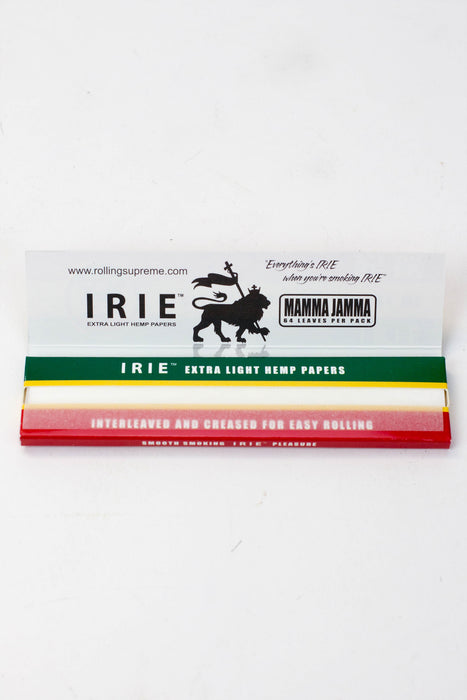 www.rollingsupreme.com
"Everything's IRIE
when you're smoking IRIE"
IRIE™
EXTRA LIGHT HEMP PAPERS
MAMMA JAMMA
64 LEAVES PER PACK
IRIE™ EXTRA LIGHT HEMP PAPERS
INTERLEAVED AND CREASED FOR EASY ROLLING
SMOOTH SMOKING IRIE™ PLEASURE